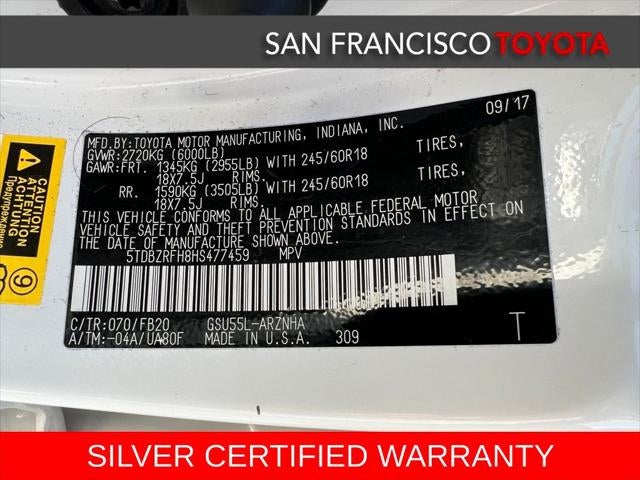 SAN FRANCISCO TOYOTA
09/17
MFD.BY:TOYOTA MOTOR MANUFACTURING, INDIANA, INC.
GVWR:2720KG (6000LB)
GAWR:FRT. 1345KG (2955LB) WITH 245/60R18 TIRES,
18X7.5J RIMS.
RR. 1590KG (3505LB) WITH 245/60R18 TIRES,
18X7.5J RIMS.
THIS VEHICLE CONFORMS TO ALL APPLICABLE FEDERAL MOTOR
VEHICLE SAFETY AND THEFT PREVENTION STANDARDS IN EFFECT ON
THE DATE OF MANUFACTURE SHOWN ABOVE.
5TDBZRFH8HS477459 MPV
C/TR:070/FB20 GSU55L-ARZNHA
A/TM:-04A/UA80F MADE IN U.S.A. 309
T
CAUTION
ATTENTION
ACHTUNG
Предупреждение
9
SILVER CERTIFIED WARRANTY